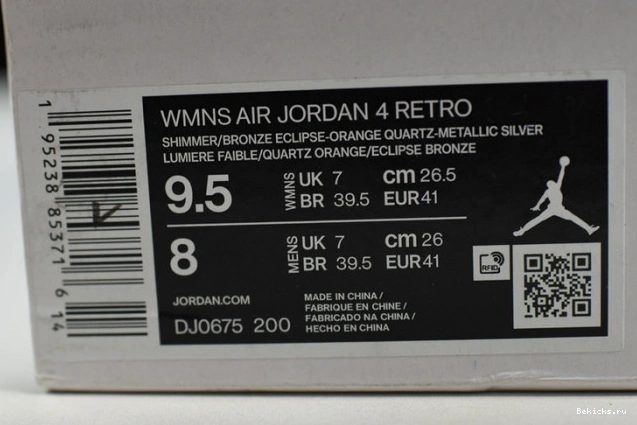 WMNS AIR JORDAN 4 RETRO
SHIMMER/BRONZE ECLIPSE-ORANGE QUARTZ-METALLIC SILVER
LUMIERE FAIBLE/QUARTZ ORANGE/ECLIPSE BRONZE
9.5 WMNS UK 7 cm 26.5
BR 39.5 EUR 41
8 MENS UK 7 cm 26
BR 39.5 EUR 41
RFID
JORDAN.COM
DJ0675 200
MADE IN CHINA /
FABRIQUE EN CHINE /
FABRICADO NA CHINA /
HECHO EN CHINA
1 95238 85371 6 14
Bekicks.ru